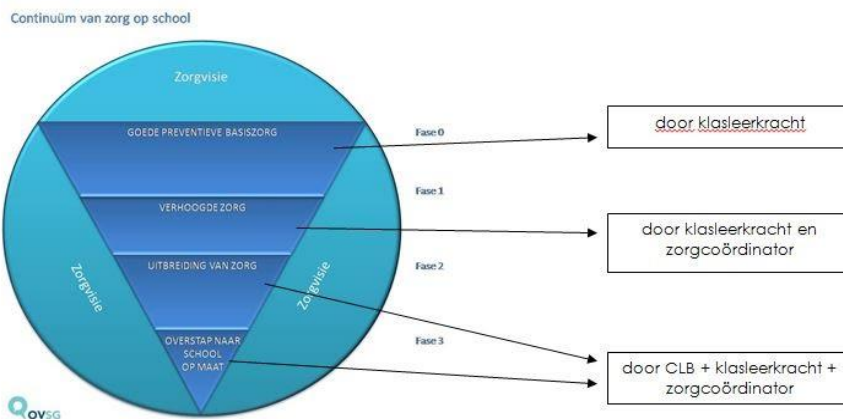 Continuüm van zorg op school
Zorgvisie
GOEDE PREVENTIEVE BASISZORG
Fase 0
door klasleerkracht
Fase 1
VERHOOGDE ZORG
door klasleerkracht en
zorgcoördinator
UITBREIDING VAN ZORG
Fase 2
Zorgvisie
Zorgvisie
OVERSTAP NAAR
SCHOOL
OP MAAT
Fase 3
door CLB + klasleerkracht +
zorgcoördinator
OVSG